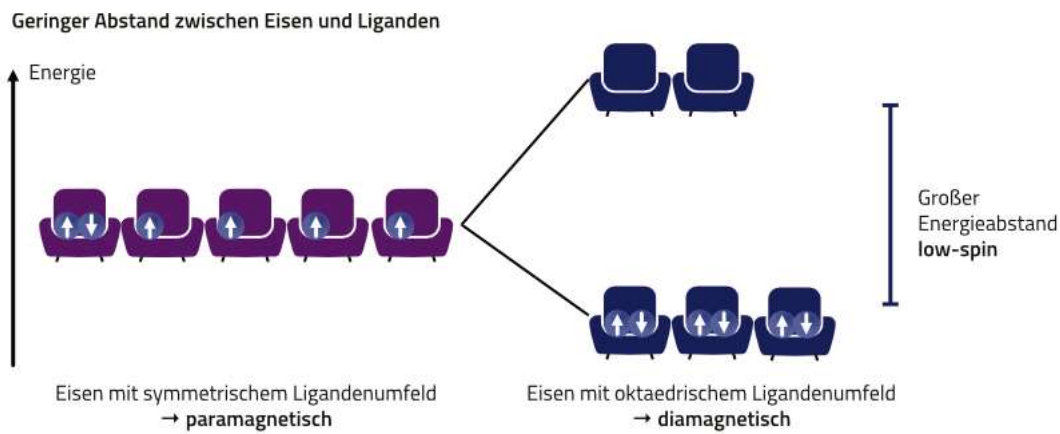 Geringer Abstand zwischen Eisen und Liganden
Energie
Großer
Energieabstand
low-spin
Eisen mit symmetrischem Ligandenumfeld
→ paramagnetisch
Eisen mit oktaedrischem Ligandenumfeld
→ diamagnetisch